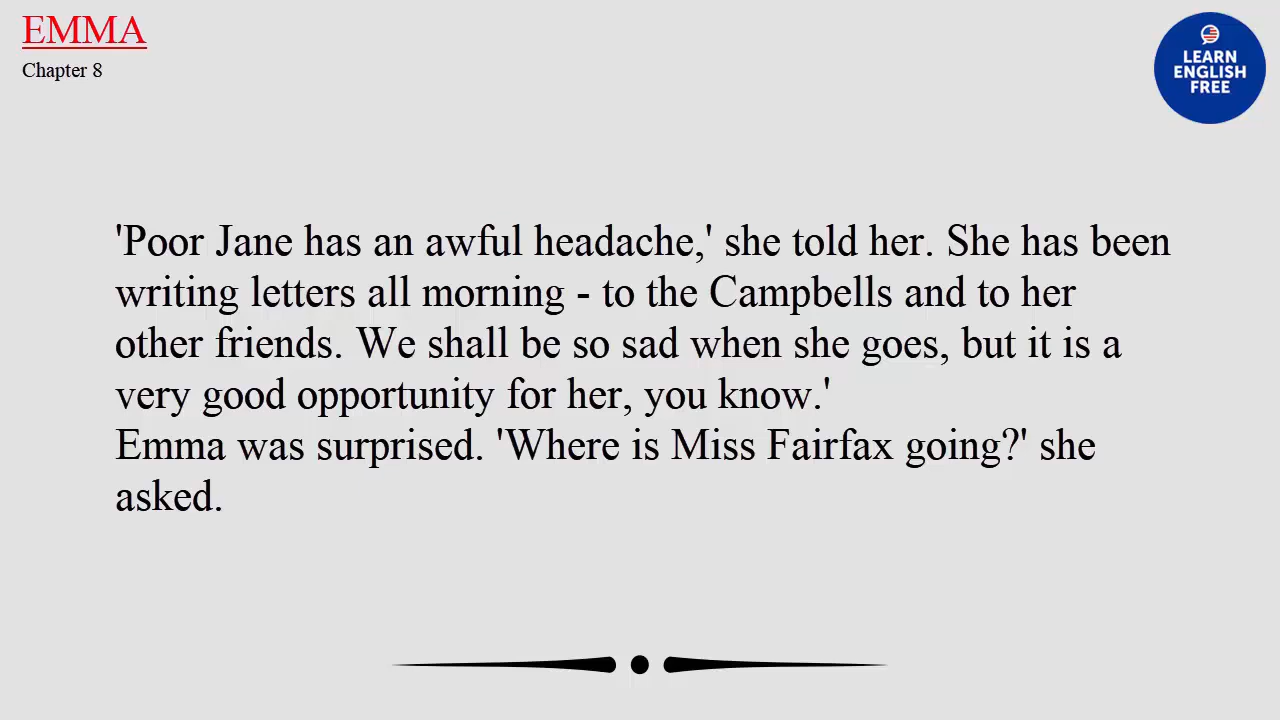 EMMA
Chapter 8
LEARN
ENGLISH
FREE
'Poor Jane has an awful headache,' she told her. She has been
writing letters all morning - to the Campbells and to her
other friends. We shall be so sad when she goes, but it is a
very good opportunity for her, you know.'
Emma was surprised. 'Where is Miss Fairfax going?' she
asked.